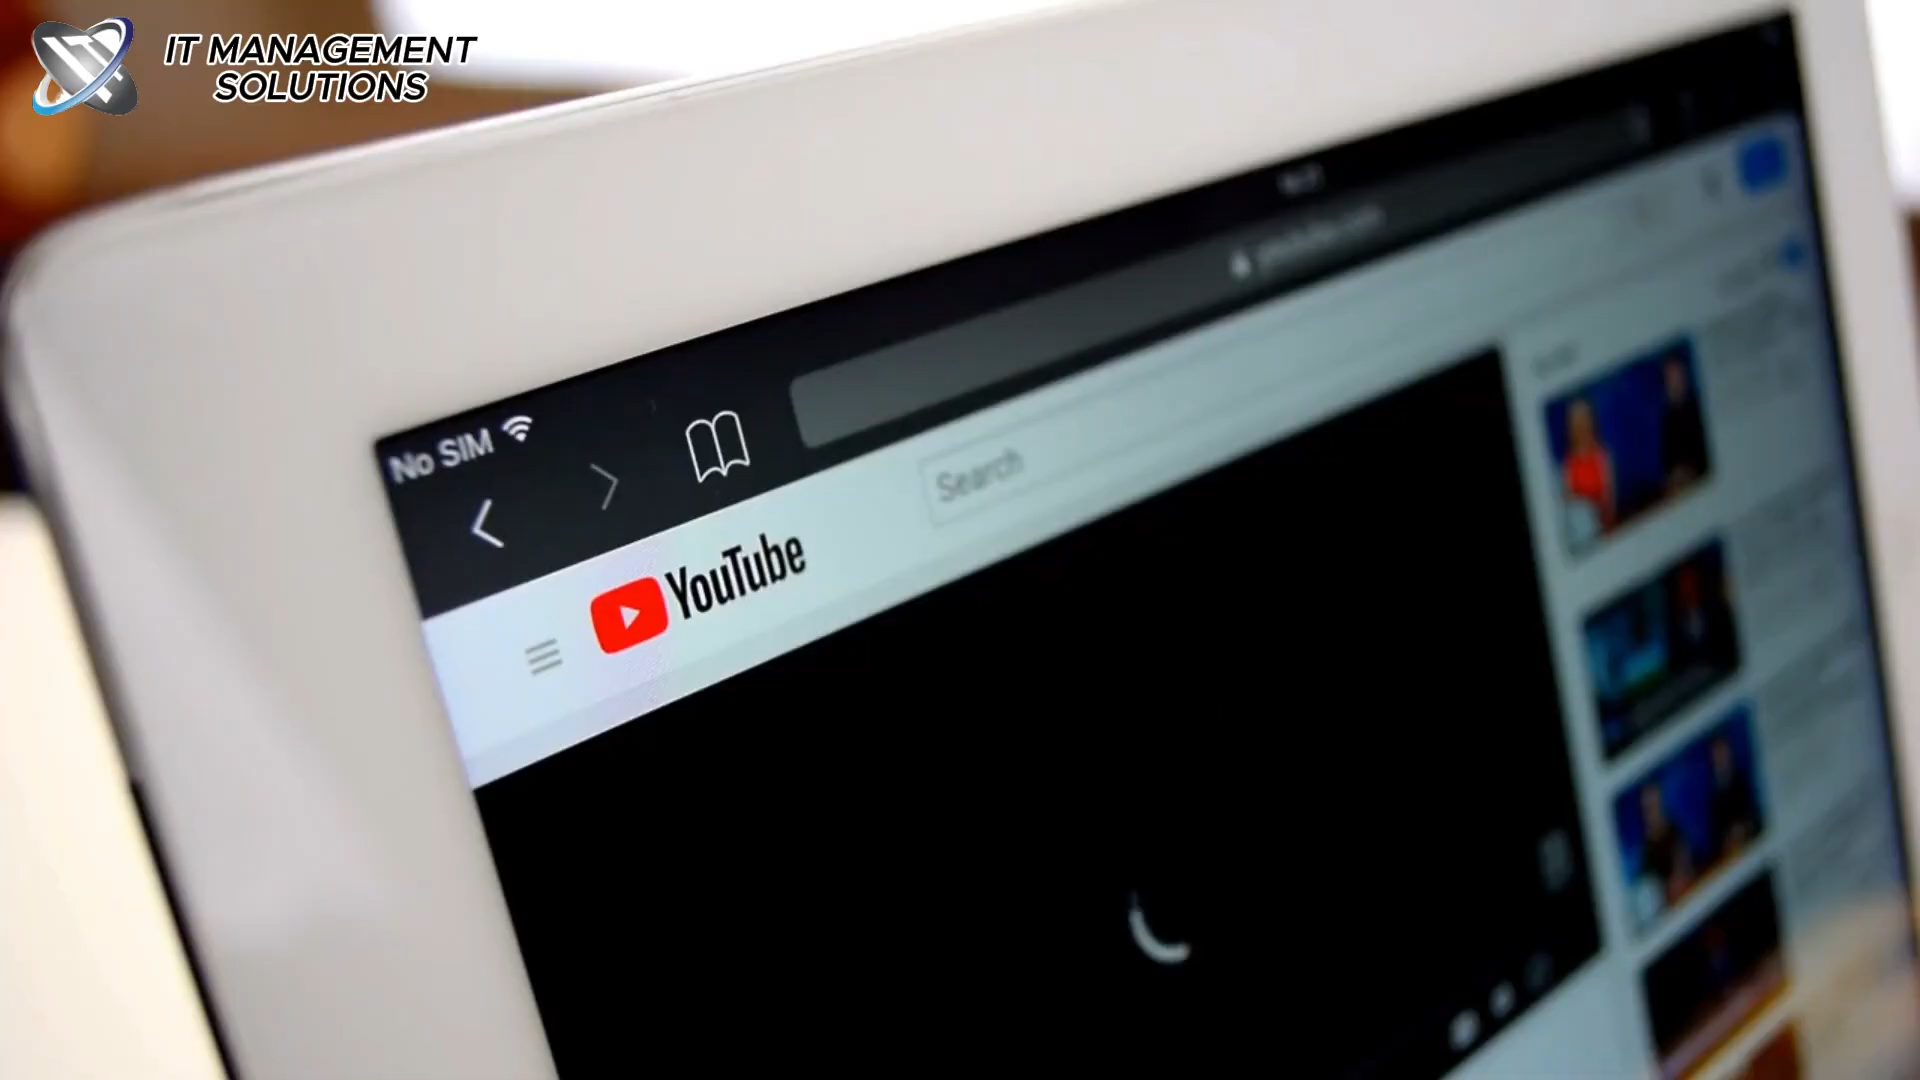 IT MANAGEMENT
SOLUTIONS
No SIM
Search
YouTube